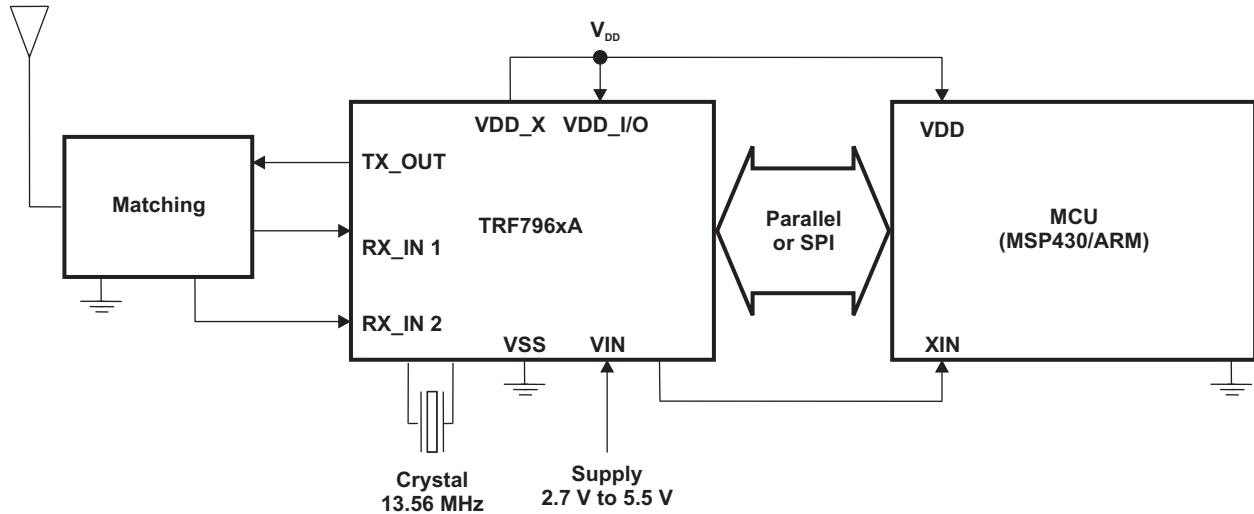 VDD
VDD_X VDD_I/O
VDD
TX_OUT
Matching
TRF796xA
Parallel
or SPI
MCU
(MSP430/ARM)
RX_IN 1
RX_IN 2
VSS
VIN
XIN
Crystal
13.56 MHz
Supply
2.7 V to 5.5 V